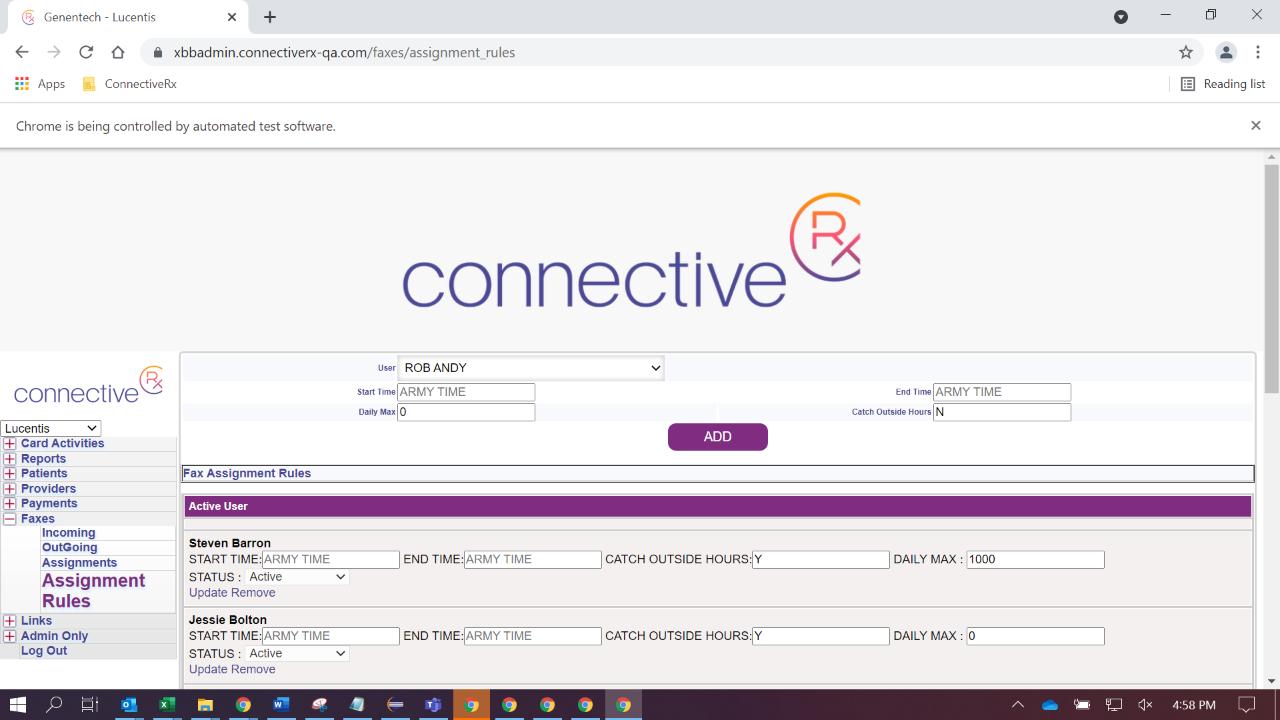 Genentech - Lucentis
xbbadmin.connectiverx-qa.com/faxes/assignment_rules
Apps ConnectiveRx Reading list
Chrome is being controlled by automated test software.
connective Rx
connective Rx
Lucentis
Card Activities
Reports
Patients
Providers
Payments
Faxes
Incoming
OutGoing
Assignments
Assignment
Rules
Links
Admin Only
Log Out
User ROB ANDY
Start Time ARMY TIME End Time ARMY TIME
Daily Max 0 Catch Outside Hours N
ADD
Fax Assignment Rules
Active User
Steven Barron
START TIME: ARMY TIME END TIME: ARMY TIME CATCH OUTSIDE HOURS: Y DAILY MAX : 1000
STATUS : Active
Update Remove
Jessie Bolton
START TIME: ARMY TIME END TIME: ARMY TIME CATCH OUTSIDE HOURS: Y DAILY MAX : 0
STATUS : Active
Update Remove
4:58 PM